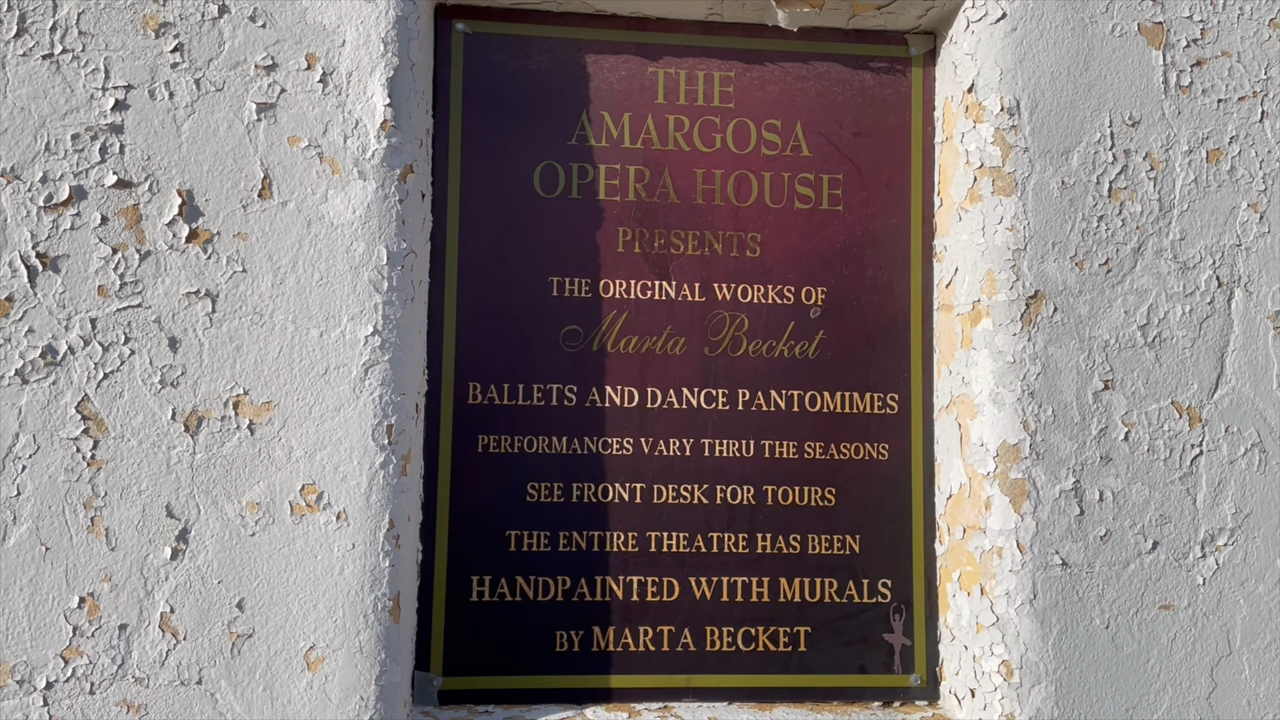 THE
AMARGOSA
OPERA HOUSE
PRESENTS
THE ORIGINAL WORKS OF
Marta Becket
BALLETS AND DANCE PANTOMIMES
PERFORMANCES VARY THRU THE SEASONS
SEE FRONT DESK FOR TOURS
THE ENTIRE THEATRE HAS BEEN
HANDPAINTED WITH MURALS
BY MARTA BECKET